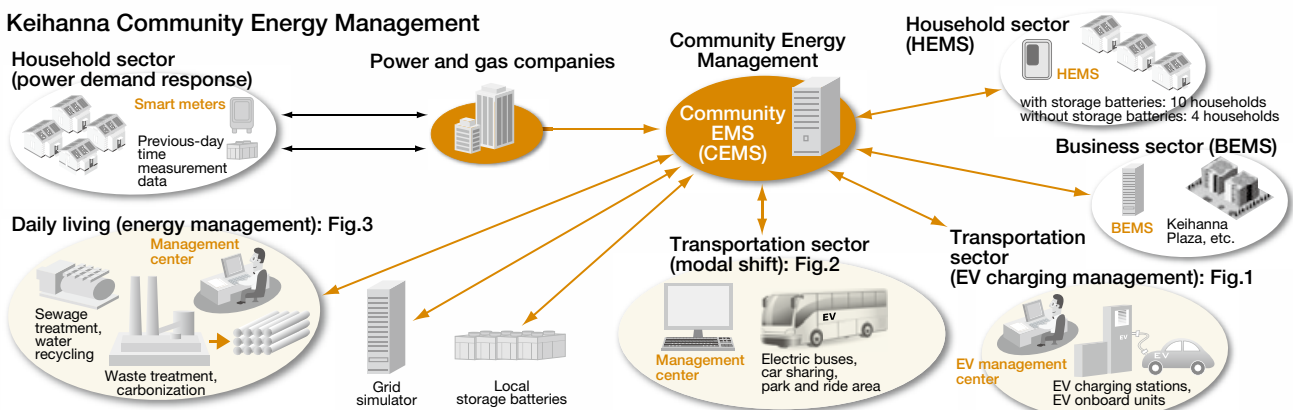 Keihanna Community Energy Management
Household sector
(power demand response)
Smart meters
Previous-day
time
measurement
data
Power and gas companies
Community Energy
Management
Community
EMS
(CEMS)
Household sector
(HEMS)
HEMS
with storage batteries: 10 households
without storage batteries: 4 households
Business sector (BEMS)
BEMS
Keihanna
Plaza, etc.
Daily living (energy management): Fig.3
Management
center
Sewage
treatment,
water
recycling
Waste treatment,
carbonization
Grid
simulator
Local
storage batteries
Transportation sector
(modal shift): Fig.2
EV
Management
center
Electric buses,
car sharing,
park and ride area
Transportation
sector
(EV charging management): Fig.1
EV
EV
EV management
center
EV charging stations,
EV onboard units